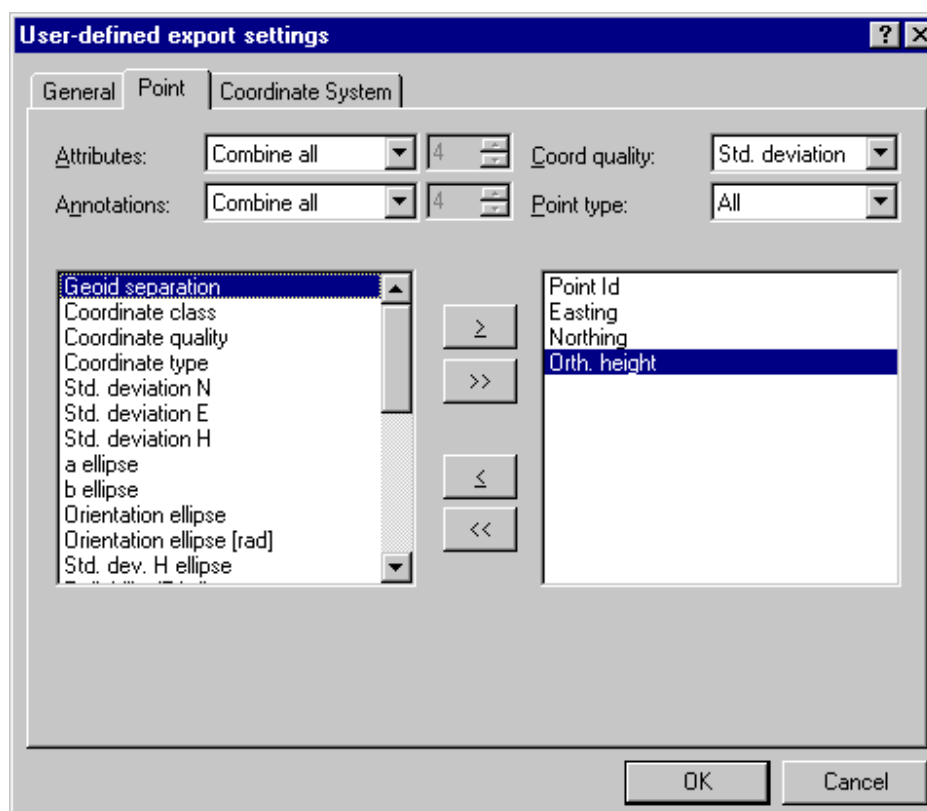 User-defined export settings
General Point Coordinate System
Attributes: Combine all 4 Coord quality: Std. deviation
Annotations: Combine all 4 Point type: All
Geoid separation
Coordinate class
Coordinate quality
Coordinate type
Std. deviation N
Std. deviation E
Std. deviation H
a ellipse
b ellipse
Orientation ellipse
Orientation ellipse [rad]
Std. dev. H ellipse
>
>>
<
<<
Point Id
Easting
Northing
Orth. height
OK Cancel